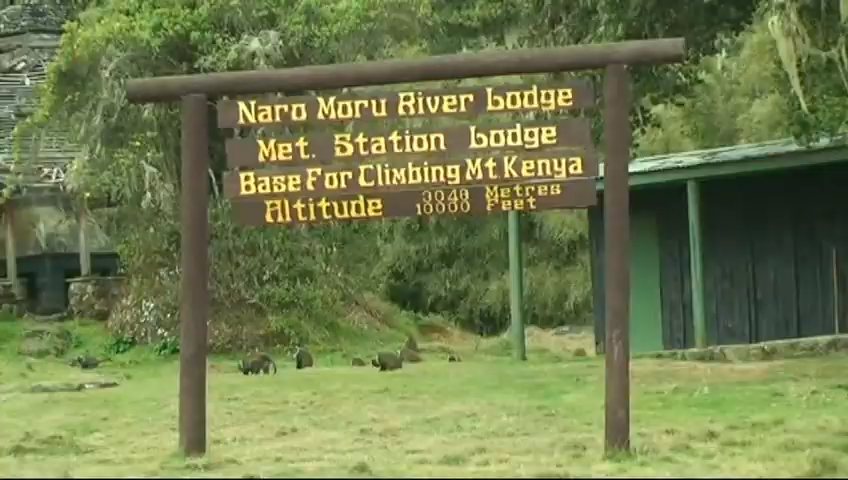 Naro Moru River Lodge
Met. Station Lodge
Base For Climbing Mt. Kenya
Altitude 3048 Metres
10000 Feet